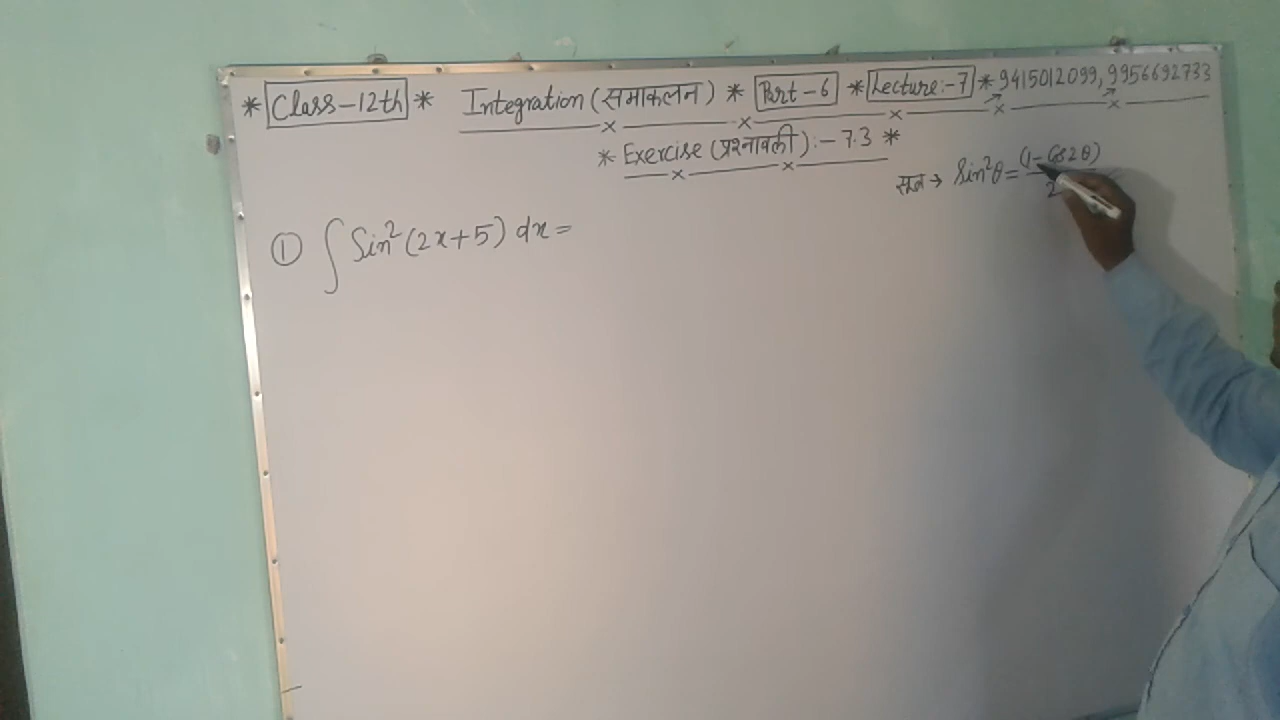 * Class-12th * Integration (समाकलन) * Part-6 * Lecture:-7 * 9415012099, 9956692733
* Exercise (प्रश्नावली):- 7.3 *
सूत्र → Sin²θ = (1-Cos2θ)/2
① ∫ Sin² (2x+5) dx =